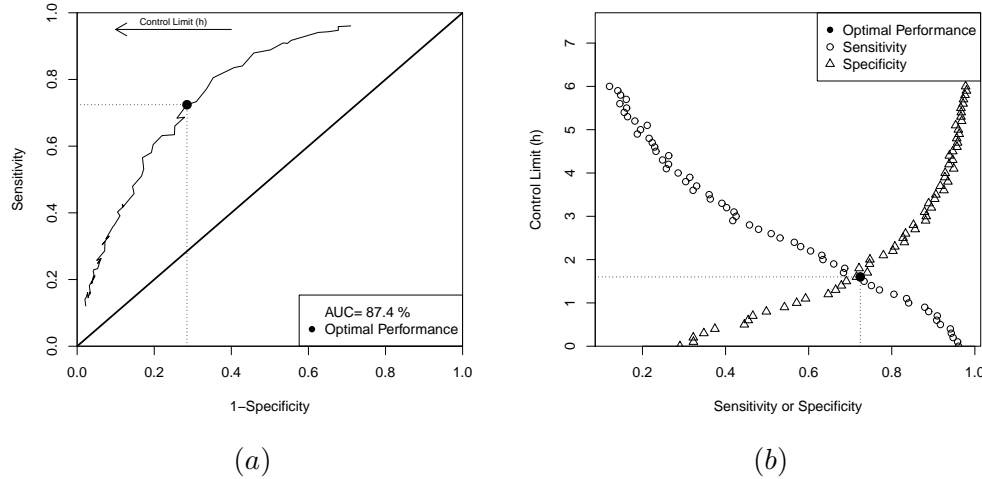 Control Limit (h)
Sensitivity
0.0 0.2 0.4 0.6 0.8 1.0
AUC= 87.4 %
Optimal Performance
0.0 0.2 0.4 0.6 0.8 1.0
1−Specificity
(a)
Optimal Performance
Sensitivity
Specificity
Control Limit (h)
0 1 2 3 4 5 6 7
0.2 0.4 0.6 0.8 1.0
Sensitivity or Specificity
(b)